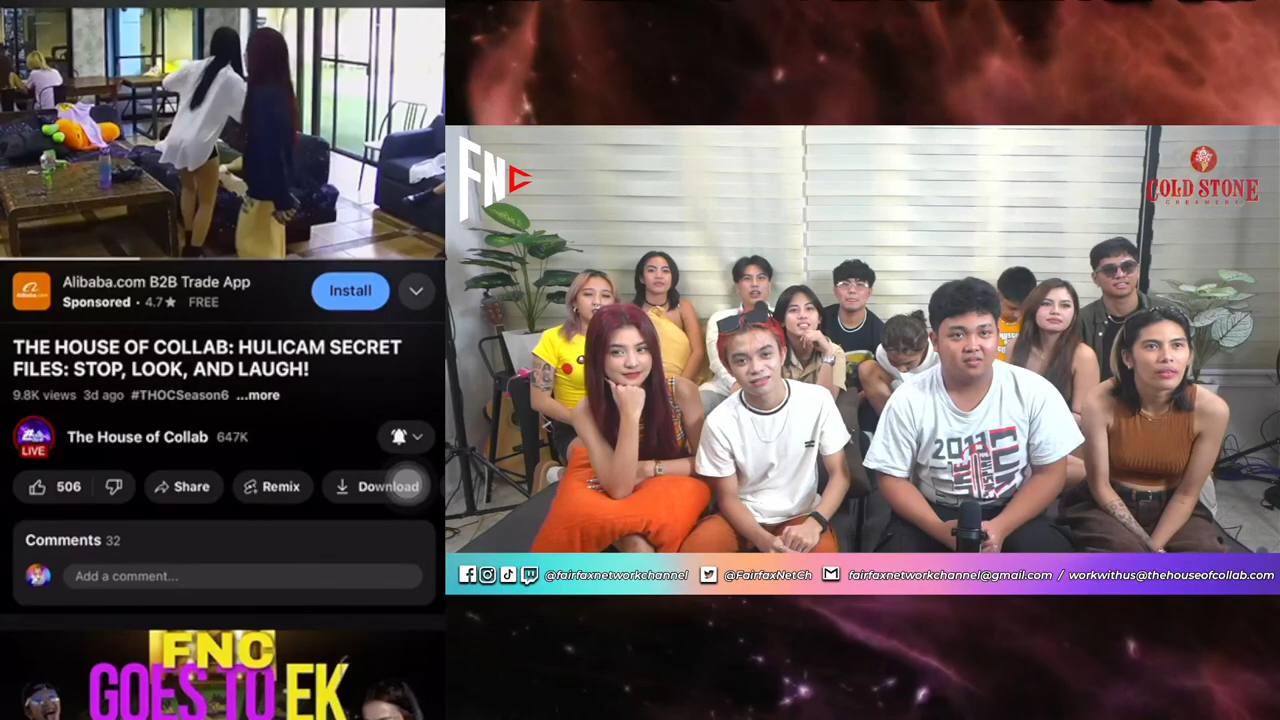 Alibaba.com B2B Trade App
Sponsored • 4.7★ FREE
Install
THE HOUSE OF COLLAB: HULICAM SECRET
FILES: STOP, LOOK, AND LAUGH!
9.8K views 3d ago #THOCSeason6 ...more
LIVE
The House of Collab 647K
506
Share
Remix
Download
Comments 32
Add a comment...
FNC
GOES TO EK
FNC
COLD STONE
CREAMERY
2011
@fairfaxnetworkchannel @FairfaxNetCh fairfaxnetworkchannel@gmail.com / workwithus@thehouseofcollab.com